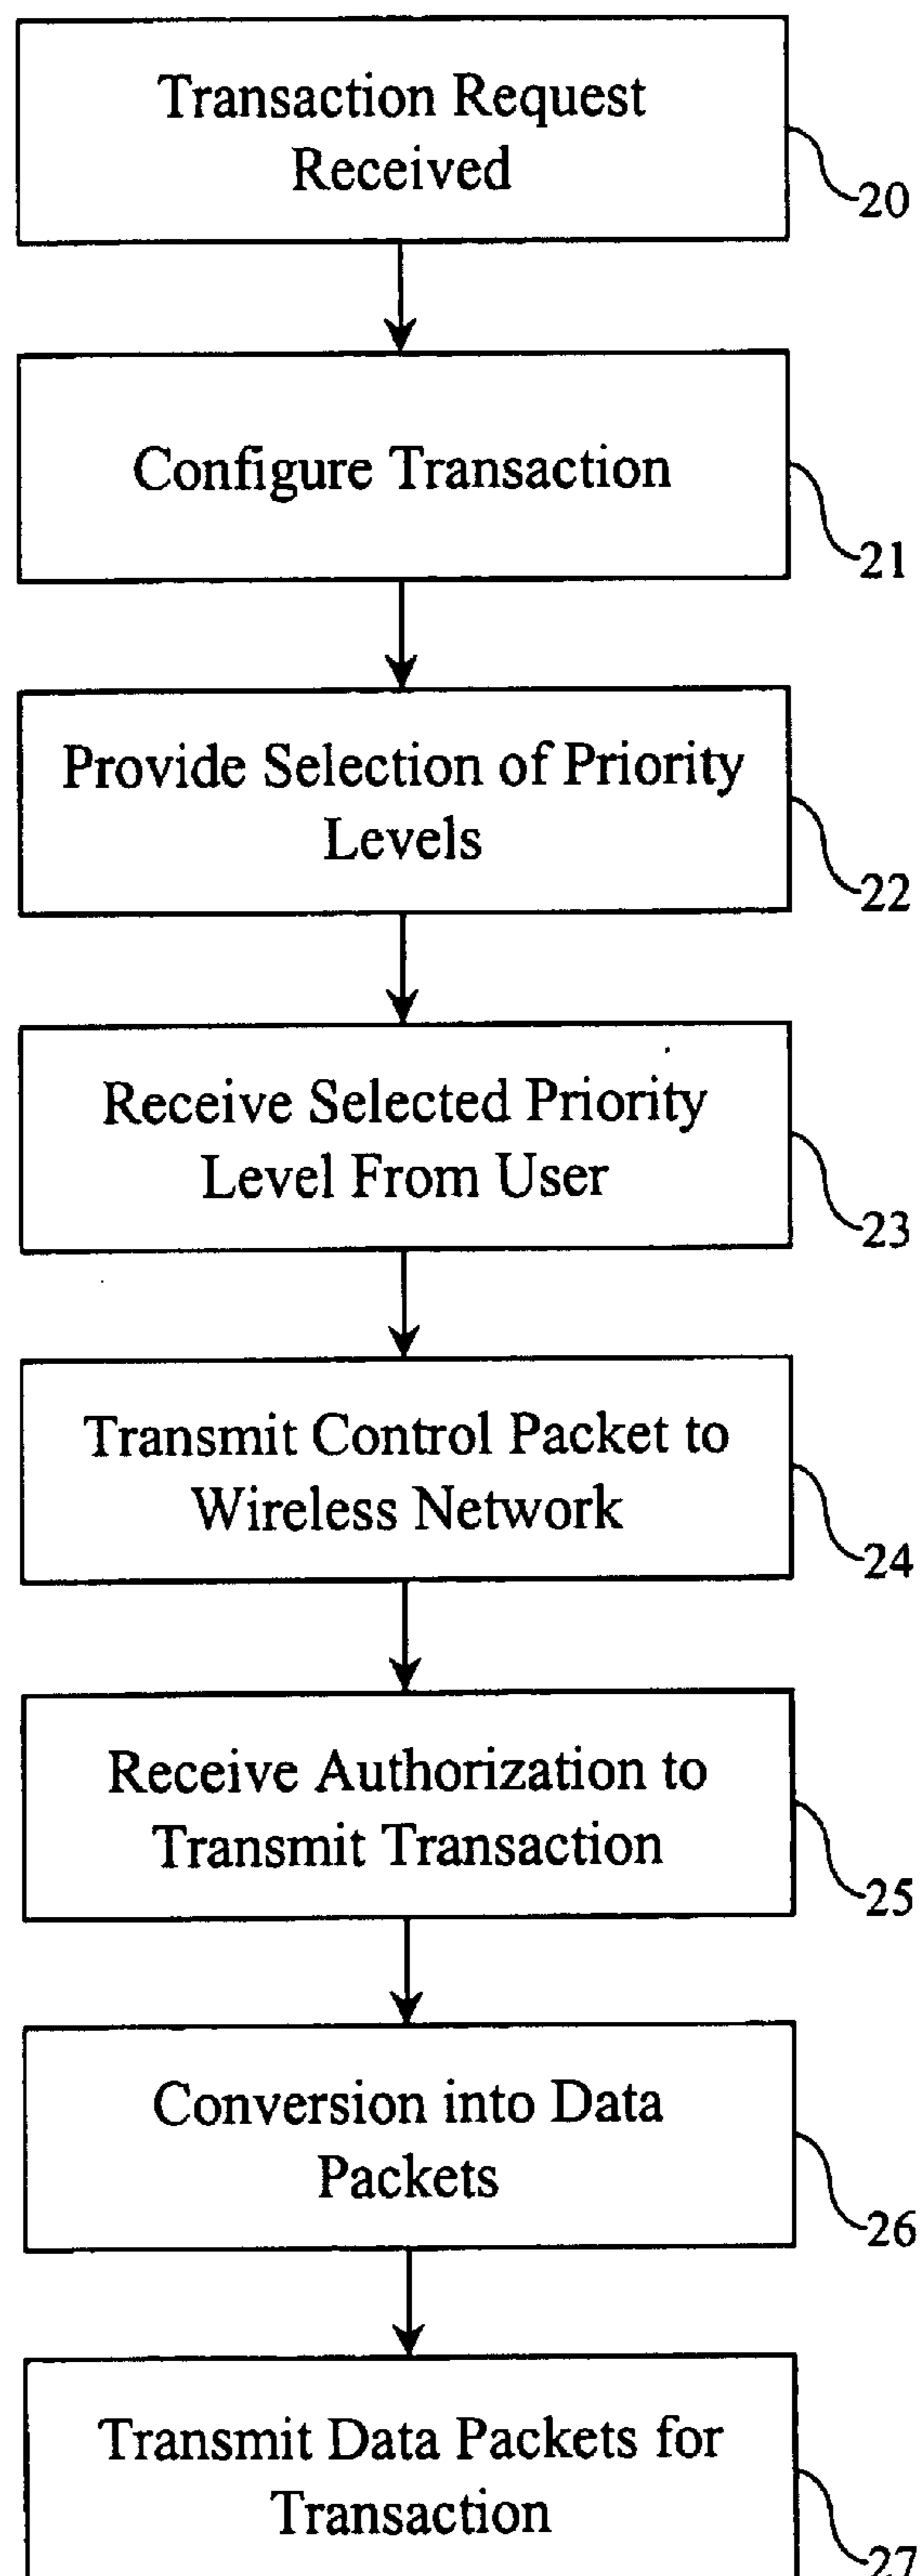 Transaction Request
Received
20
Configure Transaction
21
Provide Selection of Priority
Levels
22
Receive Selected Priority
Level From User
23
Transmit Control Packet to
Wireless Network
24
Receive Authorization to
Transmit Transaction
25
Conversion into Data
Packets
26
Transmit Data Packets for
Transaction
27